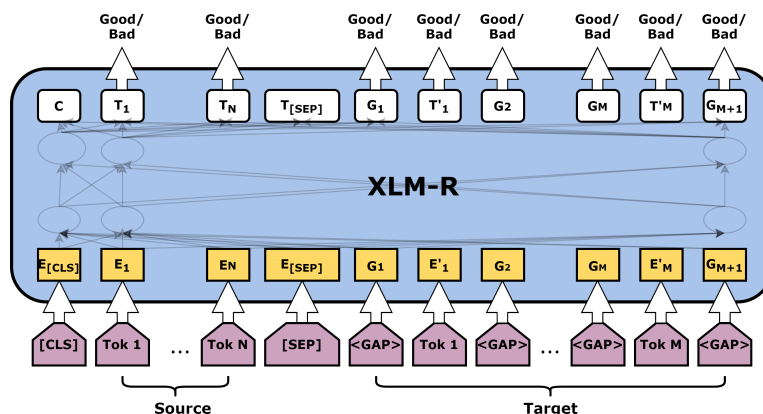 Good/ Good/ Good/ Good/ Good/ Good/ Good/ Good/
Bad Bad Bad Bad Bad Bad Bad Bad
C T1 TN T[SEP] G1 T'1 G2 GM T'M GM+1
XLM-R
E[CLS] E1 EN E[SEP] G1 E'1 G2 GM E'M GM+1
[CLS] Tok 1 ... Tok N [SEP] <GAP> Tok 1 <GAP> ... <GAP> Tok M <GAP>
Source Target